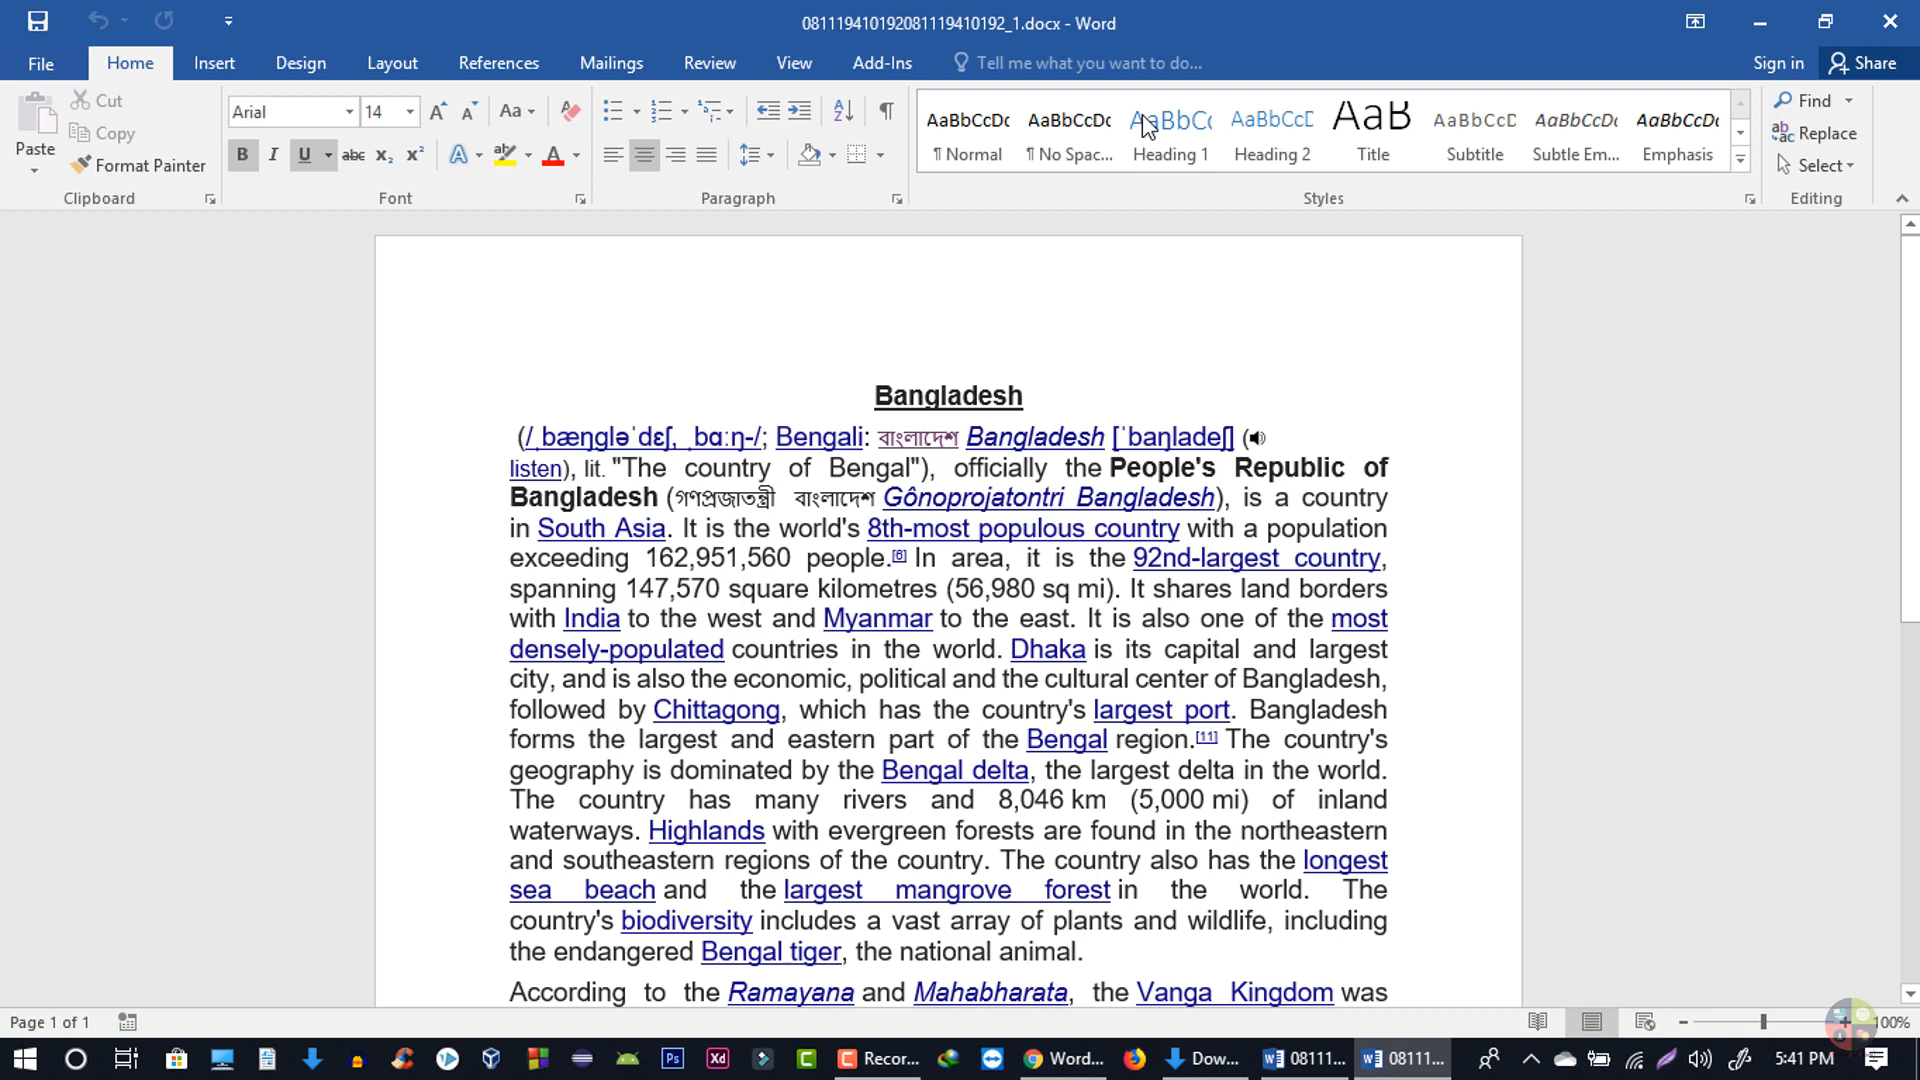 081119410192081119410192_1.docx - Word
File Home Insert Design Layout References Mailings Review View Add-Ins Tell me what you want to do... Sign in Share
Paste Cut Copy Format Painter
Arial 14
AaBbCcDc AaBbCcDc AaBbCc AaBbCcD AaB AaBbCcD AaBbCcDc AaBbCcDc
¶ Normal ¶ No Spac... Heading 1 Heading 2 Title Subtitle Subtle Em... Emphasis
Find
Replace
Select
Clipboard Font Paragraph Styles Editing
Bangladesh
(/ˌbæŋɡləˈdɛʃ, ˌbɑːŋ-/; Bengali: বাংলাদেশ Bangladesh [ˈbaŋladeʃ] (
listen), lit. "The country of Bengal"), officially the People's Republic of
Bangladesh (গণপ্রজাতন্ত্রী বাংলাদেশ Gônoprojatontri Bangladesh), is a country
in South Asia. It is the world's 8th-most populous country with a population
exceeding 162,951,560 people.[6] In area, it is the 92nd-largest country,
spanning 147,570 square kilometres (56,980 sq mi). It shares land borders
with India to the west and Myanmar to the east. It is also one of the most
densely-populated countries in the world. Dhaka is its capital and largest
city, and is also the economic, political and the cultural center of Bangladesh,
followed by Chittagong, which has the country's largest port. Bangladesh
forms the largest and eastern part of the Bengal region.[11] The country's
geography is dominated by the Bengal delta, the largest delta in the world.
The country has many rivers and 8,046 km (5,000 mi) of inland
waterways. Highlands with evergreen forests are found in the northeastern
and southeastern regions of the country. The country also has the longest
sea beach and the largest mangrove forest in the world. The
country's biodiversity includes a vast array of plants and wildlife, including
the endangered Bengal tiger, the national animal.
According to the Ramayana and Mahabharata, the Vanga Kingdom was
Page 1 of 1 100%
Recor... Word... Dow... 08111... 08111... 5:41 PM